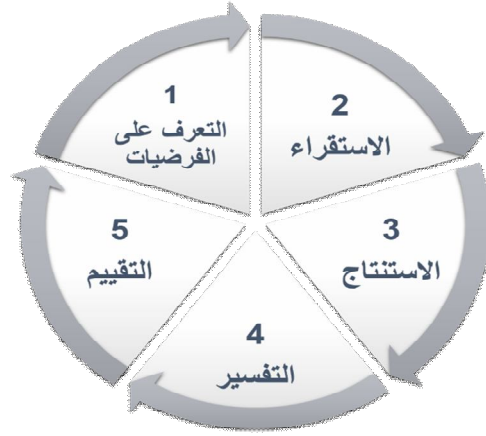 1
التعرف على
الفرضيات
2
الاستقراء
3
الاستنتاج
4
التفسير
5
التقييم